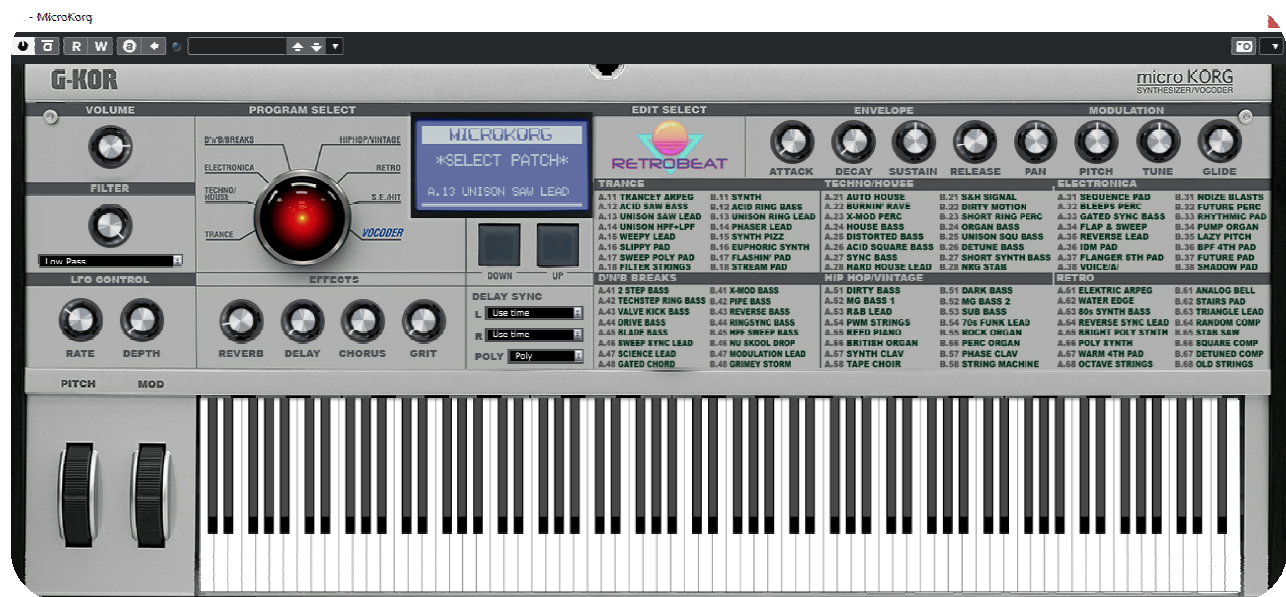 - MicroKorg
R W
G-KOR
micro KORG
SYNTHESIZER/VOCODER
VOLUME PROGRAM SELECT EDIT SELECT ENVELOPE MODULATION
D'n'B/BREAKS HIPHOP/VINTAGE
ELECTRONICA RETRO
TECHNO/HOUSE S.E./HIT
TRANCE VOCODER
MICROKORG
*SELECT PATCH*
A.13 UNISON SAW LEAD
RETROBEAT
ATTACK DECAY SUSTAIN RELEASE PAN PITCH TUNE GLIDE
FILTER
Low Pass
DOWN UP
LFO CONTROL EFFECTS
RATE DEPTH REVERB DELAY CHORUS GRIT
DELAY SYNC
L Use time
R Use time
POLY Poly
TRANCE TECHNO/HOUSE ELECTRONICA
A.11 TRANCEY ARPEG B.11 SYNTH A.21 AUTO HOUSE B.21 S&H SIGNAL A.31 SEQUENCE PAD B.31 NOIZE BLASTS
A.12 ACID SAW BASS B.12 ACID RING BASS A.22 BURNIN' RAVE B.22 DIRTY MOTION A.32 BLEEPS PERC B.32 FUTURE PERC
A.13 UNISON SAW LEAD B.13 UNISON RING LEAD A.23 X-MOD PERC B.23 SHORT RING PERC A.33 GATED SYNC BASS B.33 RHYTHMIC PAD
A.14 UNISON HPF+LPF B.14 PHASER LEAD A.24 HOUSE BASS B.24 ORGAN BASS A.34 FLAP & SWEEP B.34 PUMP ORGAN
A.15 WEEPY LEAD B.15 SYNTH PIZZ A.25 DISTORTED BASS B.25 UNISON SQU BASS A.35 REVERSE LEAD B.35 LAZY PITCH
A.16 SLIPPY PAD B.16 EUPHORIC SYNTH A.26 ACID SQUARE BASS B.26 DETUNE BASS A.36 IDM PAD B.36 BPF 4TH PAD
A.17 SWEEP POLY PAD B.17 FLASHIN' PAD A.27 SYNC BASS B.27 SHORT SYNTH BASS A.37 FLANGER 5TH PAD B.37 FUTURE PAD
A.18 FILTER STRINGS B.18 STREAM PAD A.28 HARD HOUSE LEAD B.28 NRG STAB A.38 VOICE/A/ B.38 SHADOW PAD
D'N'B BREAKS HIP HOP/VINTAGE RETRO
A.41 2 STEP BASS B.41 X-MOD BASS A.51 DIRTY BASS B.51 DARK BASS A.61 ELEKTRIC ARPEG B.61 ANALOG BELL
A.42 TECHSTEP RING BASS B.42 PIPE BASS A.52 MG BASS 1 B.52 MG BASS 2 A.62 WATER EDGE B.62 STAIRS PAD
A.43 VALVE KICK BASS B.43 REVERSE BASS A.53 R&B LEAD B.53 SUB BASS A.63 80s SYNTH BASS B.63 TRIANGLE LEAD
A.44 DRIVE BASS B.44 RINGSYNC BASS A.54 PWM STRINGS B.54 70s FUNK LEAD A.64 REVERSE SYNC LEAD B.64 RANDOM COMP
A.45 BLADE BASS B.45 HPF SWEEP BASS A.55 REED PIANO B.55 ROCK ORGAN A.65 BRIGHT POLY SYNTH B.65 STAB SAW
A.46 SWEEP SYNC LEAD B.46 NU SKOOL DROP A.56 BRITISH ORGAN B.56 PERC ORGAN A.66 POLY SYNTH B.66 SQUARE COMP
A.47 SCIENCE LEAD B.47 MODULATION LEAD A.57 SYNTH CLAV B.57 PHASE CLAV A.67 WARM 4TH PAD B.67 DETUNED COMP
A.48 GATED CHORD B.48 GRIMEY STORM A.58 TAPE CHOIR B.58 STRING MACHINE A.68 OCTAVE STRINGS B.68 OLD STRINGS
PITCH MOD